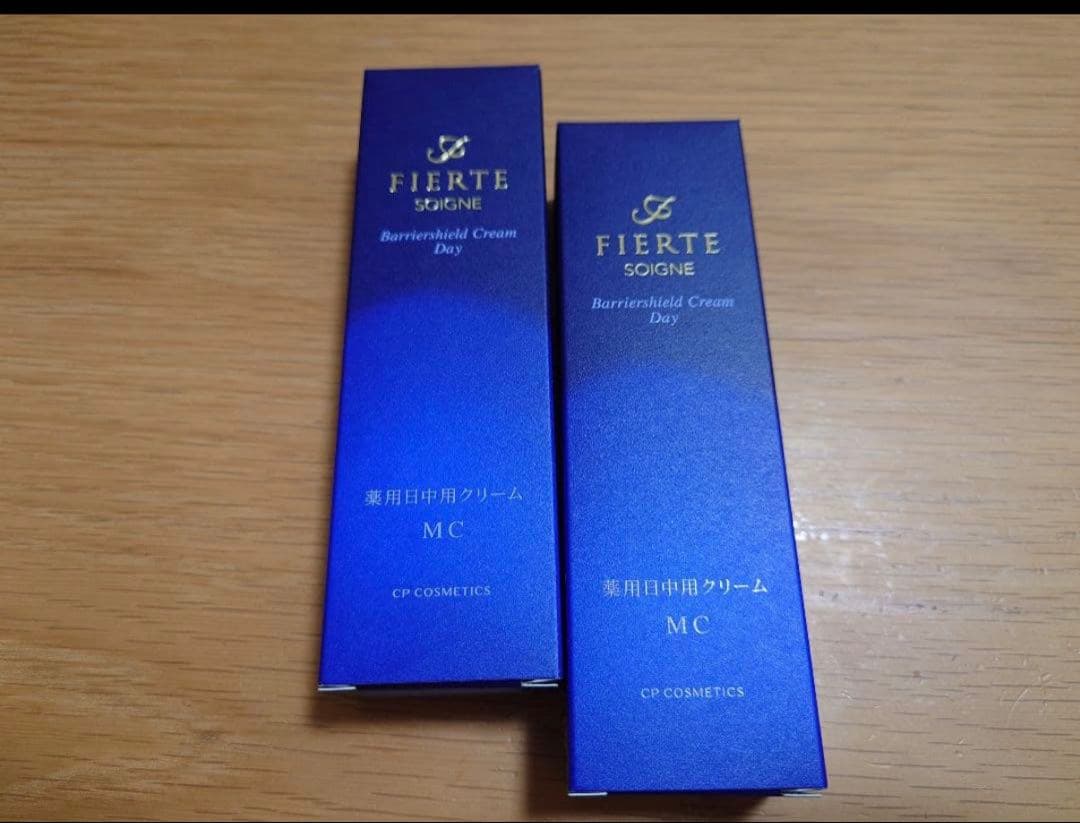 FIERTE
SOIGNE
Barriershield Cream
Day
薬用日中用クリーム
MC
CP COSMETICS
FIERTE
SOIGNE
Barriershield Cream
Day
薬用日中用クリーム
MC
CP COSMETICS